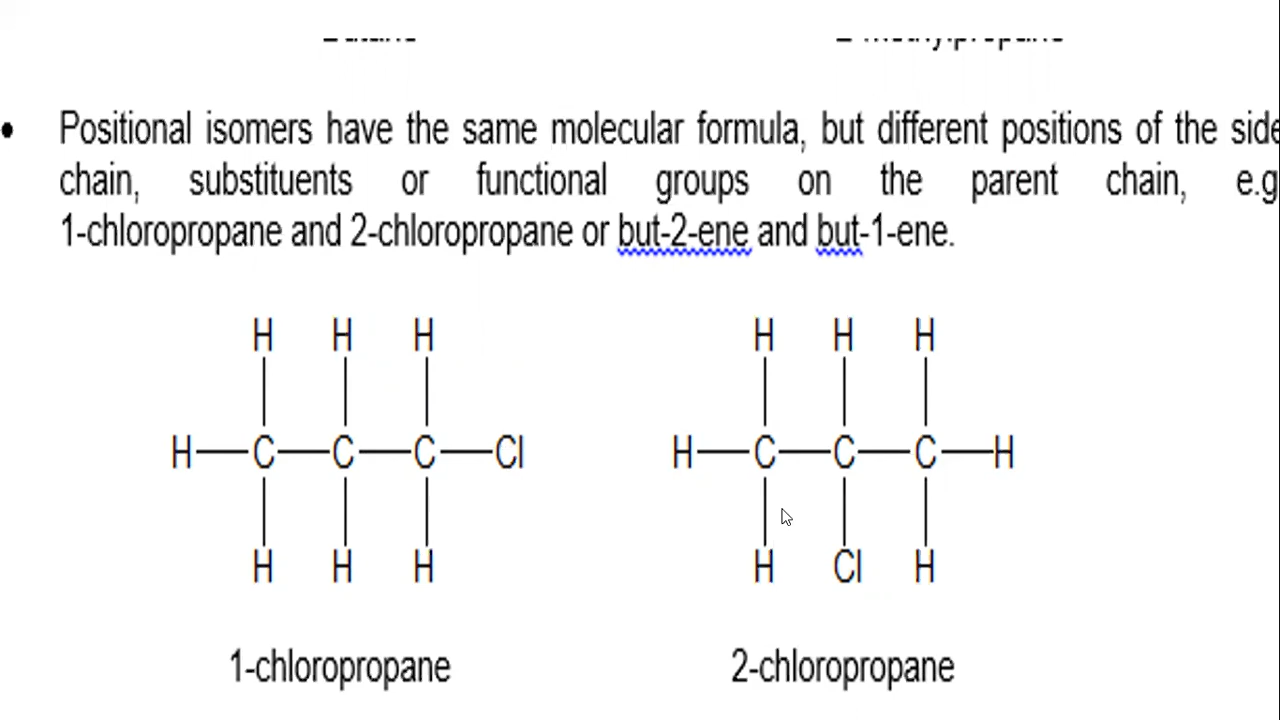 • Positional isomers have the same molecular formula, but different positions of the side
chain, substituents or functional groups on the parent chain, e.g
1-chloropropane and 2-chloropropane or but-2-ene and but-1-ene.
H H H H H H
H C C C Cl H C C C H
H H H H Cl H
1-chloropropane 2-chloropropane